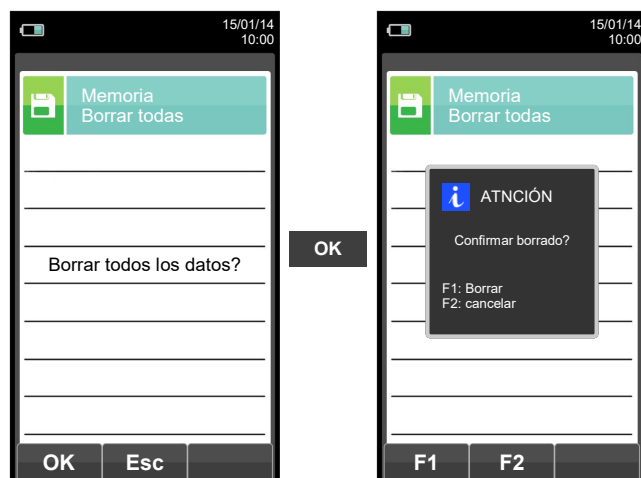 15/01/14
10:00
Memoria
Borrar todas
Borrar todos los datos?
OK
Esc
OK
15/01/14
10:00
Memoria
Borrar todas
ATNCIÓN
Confirmar borrado?
F1: Borrar
F2: cancelar
F1
F2